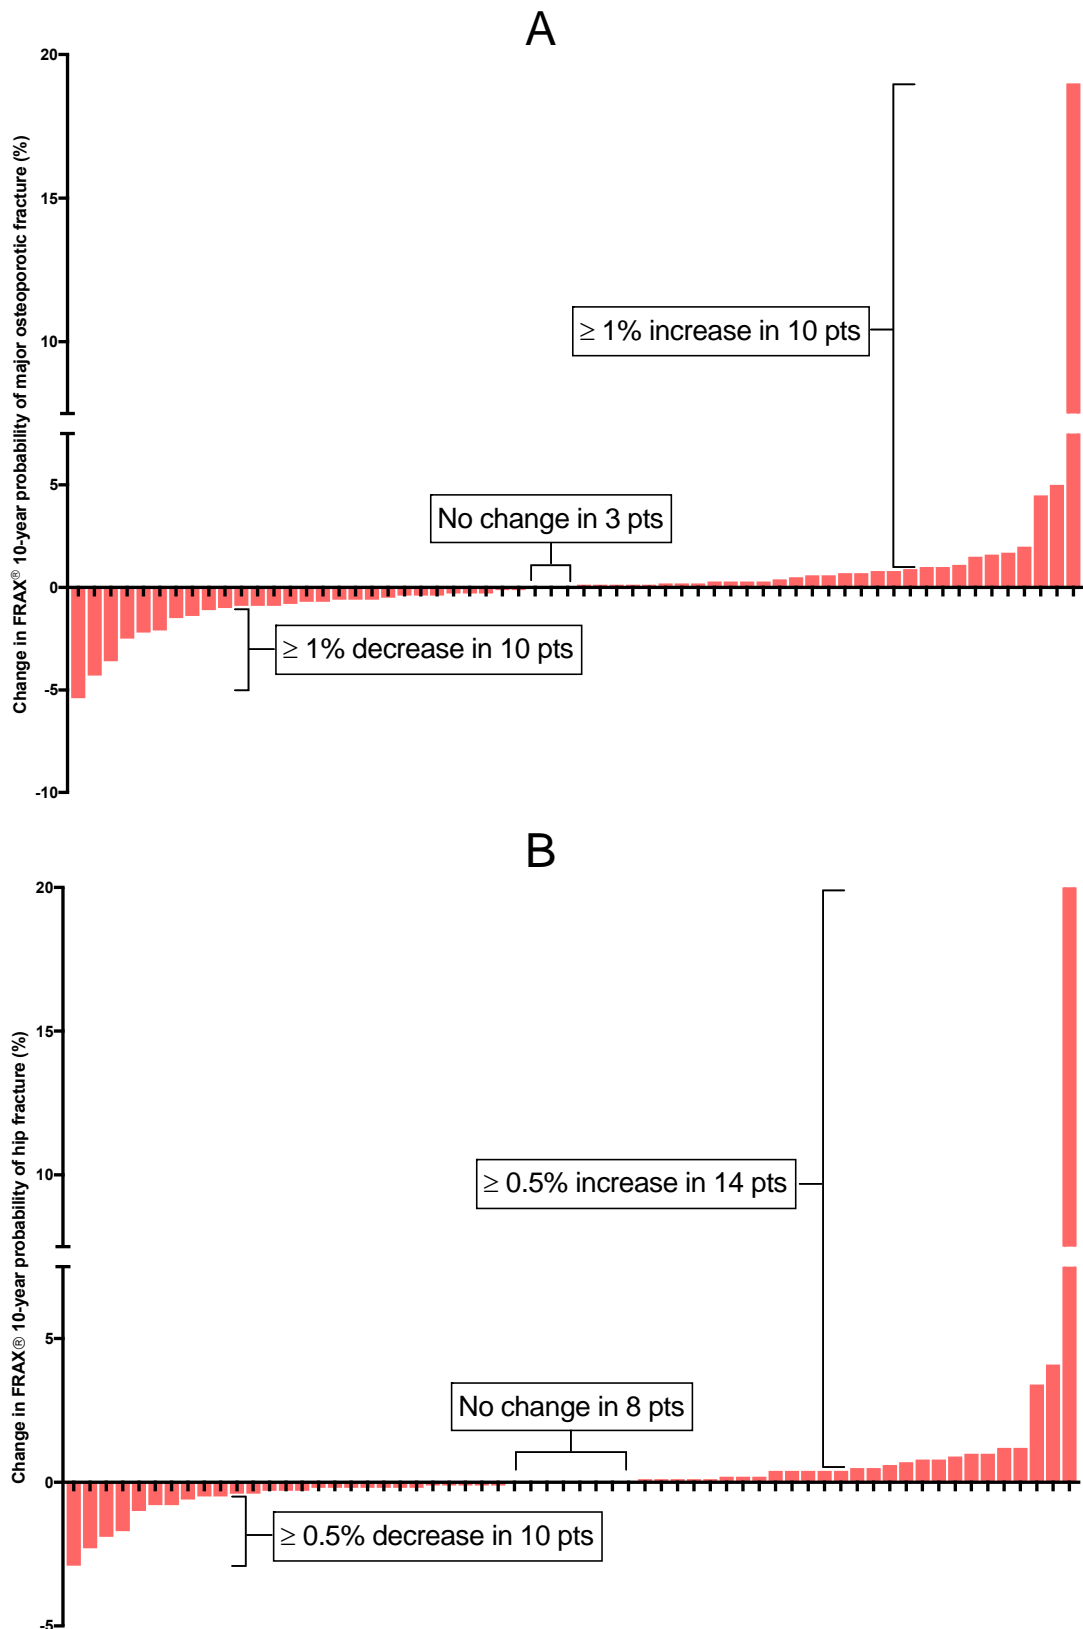 A
Change in FRAX® 10-year probability of major osteoporotic fracture (%)
20
15
10
5
0
-5
-10
≥ 1% increase in 10 pts
No change in 3 pts
≥ 1% decrease in 10 pts
B
Change in FRAX® 10-year probability of hip fracture (%)
20
15
10
5
0
-5
≥ 0.5% increase in 14 pts
No change in 8 pts
≥ 0.5% decrease in 10 pts